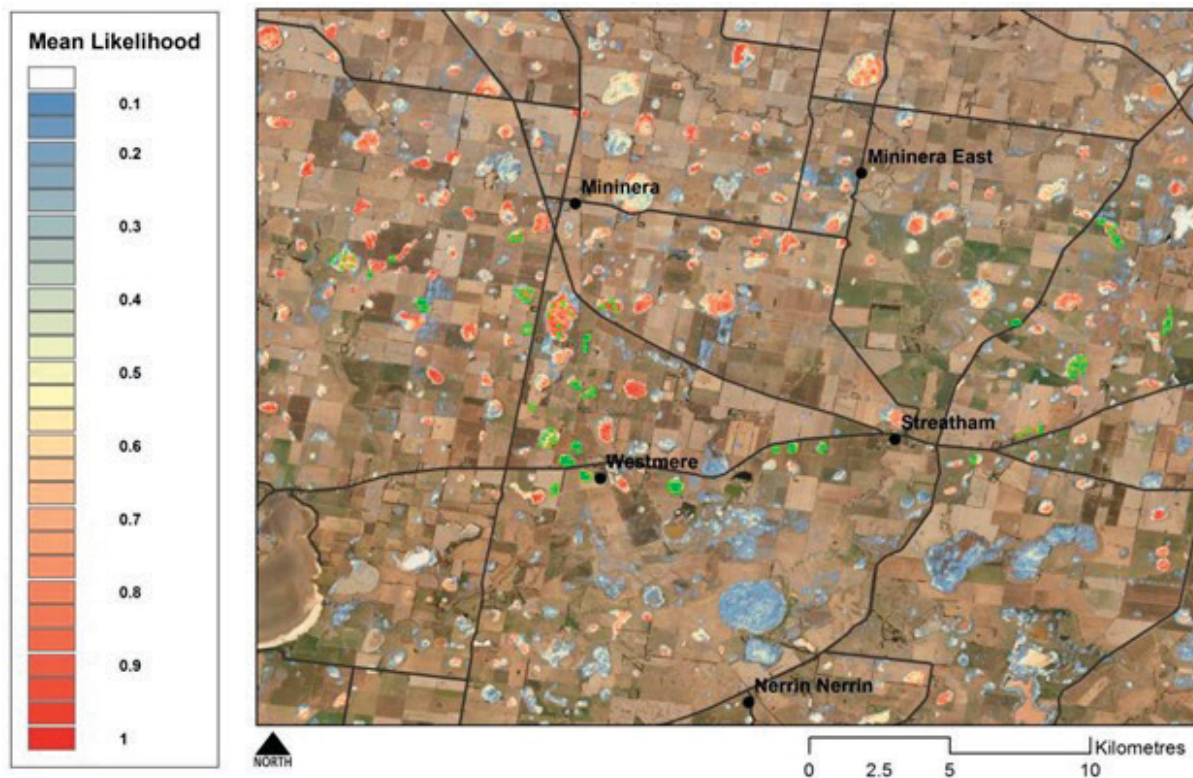 Mean Likelihood
0.1
0.2
0.3
0.4
0.5
0.6
0.7
0.8
0.9
1
Mininera East
Mininera
Streatham
Westmere
Nerrin Nerrin
NORTH
Kilometres
0 2.5 5 10